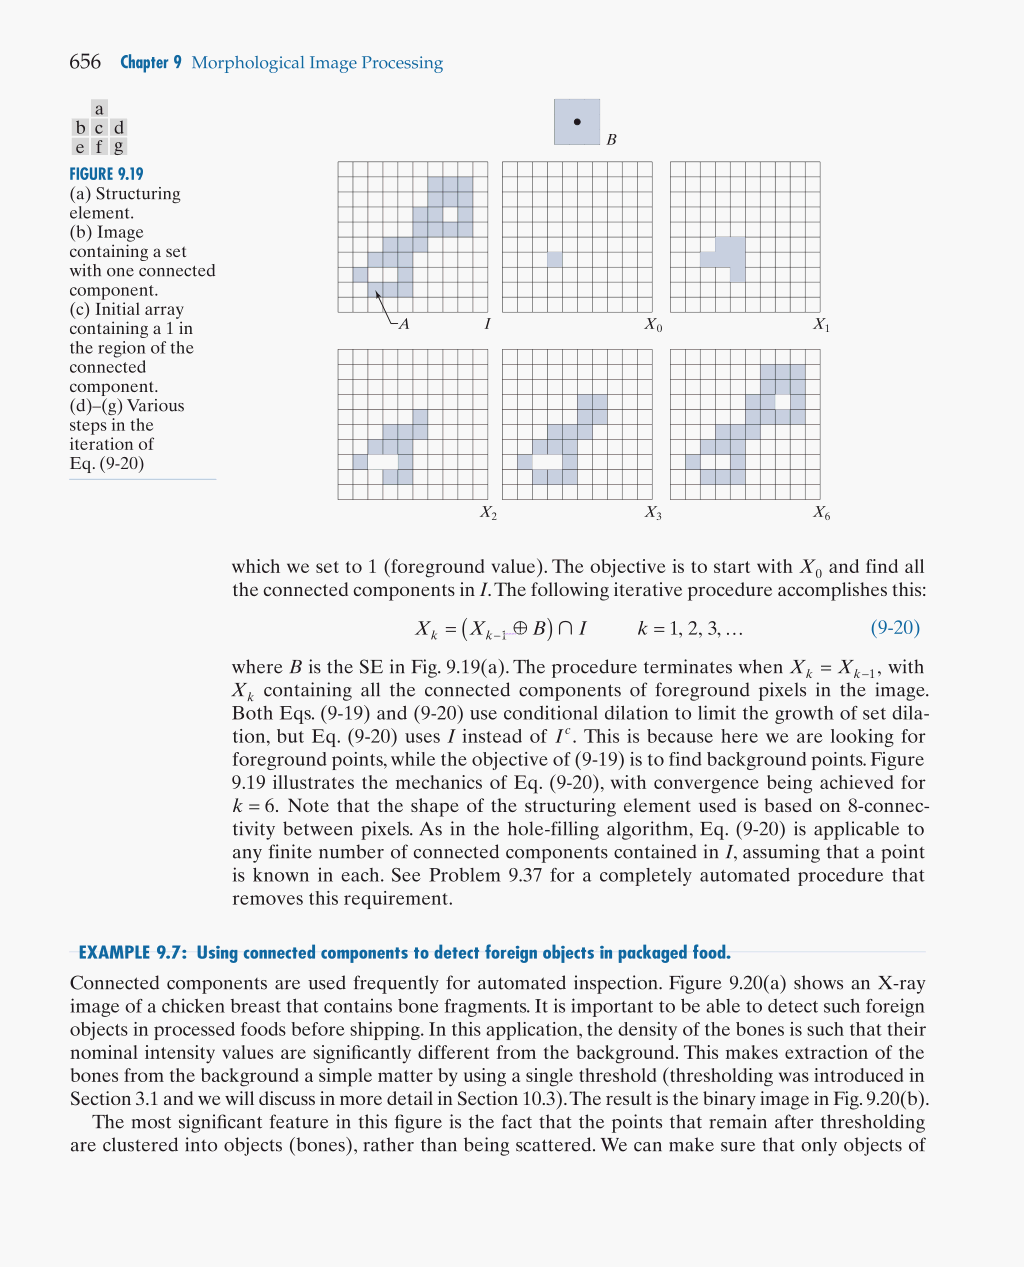 656 Chapter 9 Morphological Image Processing
a
b c d
e f g
FIGURE 9.19
(a) Structuring
element.
(b) Image
containing a set
with one connected
component.
(c) Initial array
containing a 1 in
the region of the
connected
component.
(d)–(g) Various
steps in the
iteration of
Eq. (9-20)
B
A I X₀ X₁
X₂ X₃ X₆
which we set to 1 (foreground value). The objective is to start with X₀ and find all
the connected components in I. The following iterative procedure accomplishes this:
Xₖ = (Xₖ₋₁ ⊕ B) ∩ I k = 1, 2, 3, … (9-20)
where B is the SE in Fig. 9.19(a). The procedure terminates when Xₖ = Xₖ₋₁, with
Xₖ containing all the connected components of foreground pixels in the image.
Both Eqs. (9-19) and (9-20) use conditional dilation to limit the growth of set dila-
tion, but Eq. (9-20) uses I instead of Iᶜ. This is because here we are looking for
foreground points, while the objective of (9-19) is to find background points. Figure
9.19 illustrates the mechanics of Eq. (9-20), with convergence being achieved for
k = 6. Note that the shape of the structuring element used is based on 8-connec-
tivity between pixels. As in the hole-filling algorithm, Eq. (9-20) is applicable to
any finite number of connected components contained in I, assuming that a point
is known in each. See Problem 9.37 for a completely automated procedure that
removes this requirement.
EXAMPLE 9.7: Using connected components to detect foreign objects in packaged food.
Connected components are used frequently for automated inspection. Figure 9.20(a) shows an X-ray
image of a chicken breast that contains bone fragments. It is important to be able to detect such foreign
objects in processed foods before shipping. In this application, the density of the bones is such that their
nominal intensity values are significantly different from the background. This makes extraction of the
bones from the background a simple matter by using a single threshold (thresholding was introduced in
Section 3.1 and we will discuss in more detail in Section 10.3). The result is the binary image in Fig. 9.20(b).
The most significant feature in this figure is the fact that the points that remain after thresholding
are clustered into objects (bones), rather than being scattered. We can make sure that only objects of